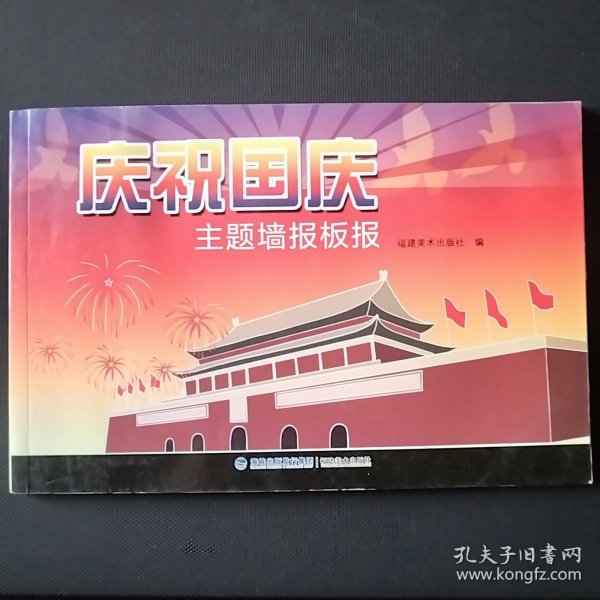 庆祝国庆
主题墙报板报
福建美术出版社 编
孔夫子旧书网
www.kongfz.com